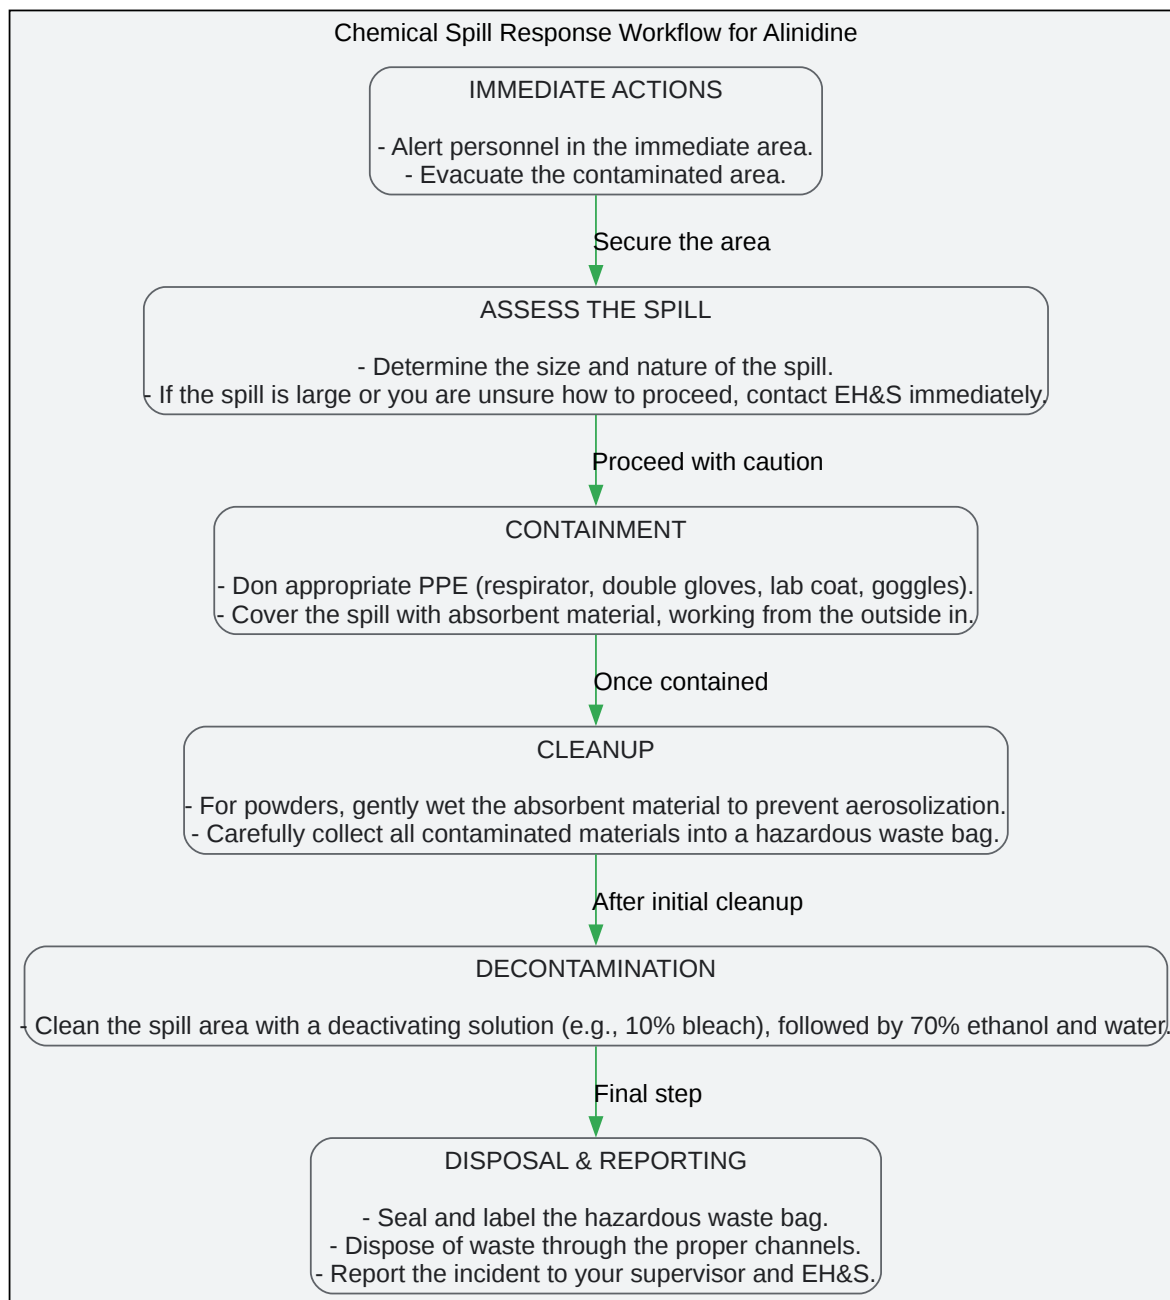 Chemical Spill Response Workflow for Alinidine
IMMEDIATE ACTIONS
- Alert personnel in the immediate area.
- Evacuate the contaminated area.
Secure the area
ASSESS THE SPILL
- Determine the size and nature of the spill.
- If the spill is large or you are unsure how to proceed, contact EH&S immediately.
Proceed with caution
CONTAINMENT
- Don appropriate PPE (respirator, double gloves, lab coat, goggles).
- Cover the spill with absorbent material, working from the outside in.
Once contained
CLEANUP
- For powders, gently wet the absorbent material to prevent aerosolization.
- Carefully collect all contaminated materials into a hazardous waste bag.
After initial cleanup
DECONTAMINATION
- Clean the spill area with a deactivating solution (e.g., 10% bleach), followed by 70% ethanol and water.
Final step
DISPOSAL & REPORTING
- Seal and label the hazardous waste bag.
- Dispose of waste through the proper channels.
- Report the incident to your supervisor and EH&S.